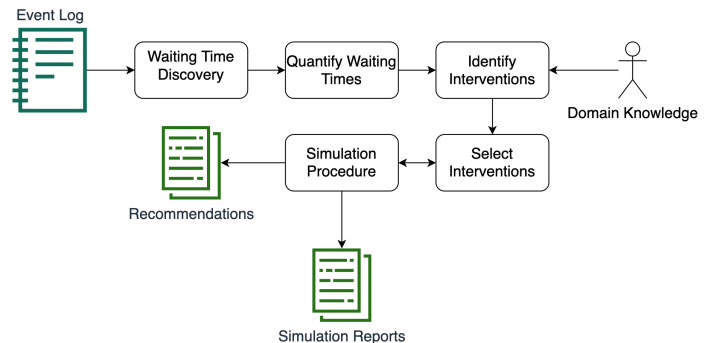 Event Log
Waiting Time
Discovery
Quantify Waiting
Times
Identify
Interventions
Domain Knowledge
Simulation
Procedure
Select
Interventions
Recommendations
Simulation Reports